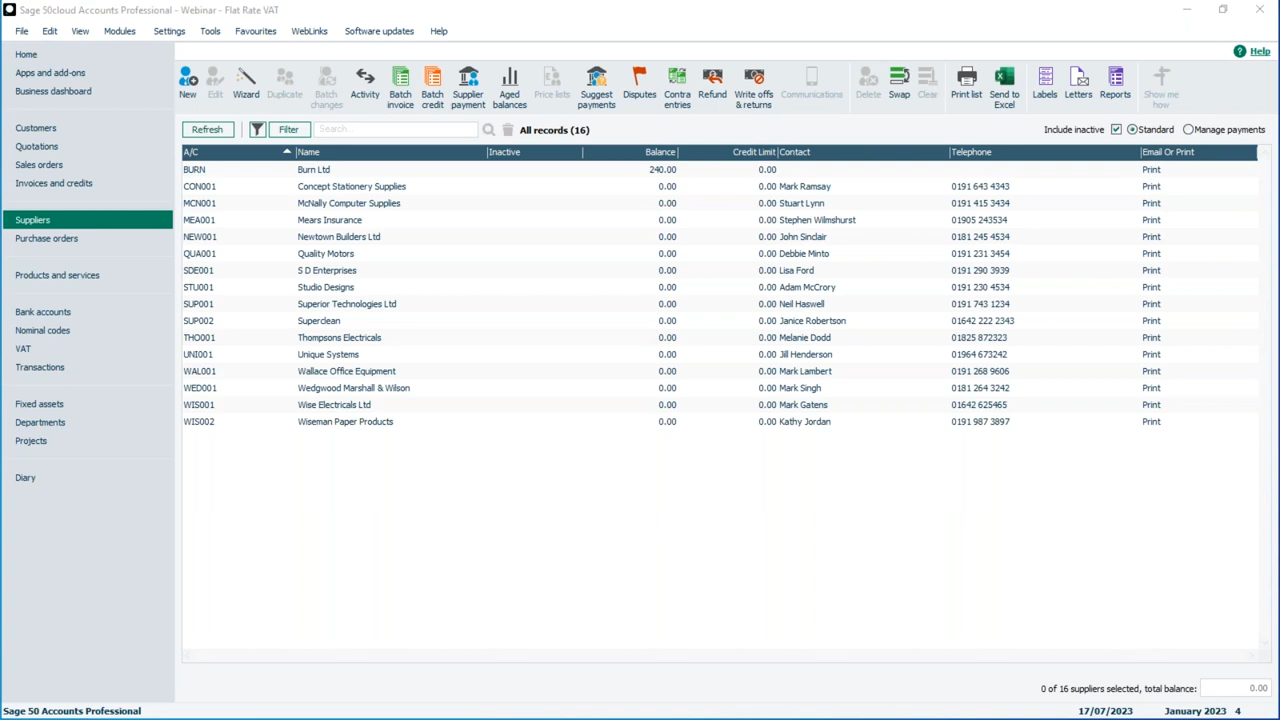 Sage 50cloud Accounts Professional - Webinar - Flat Rate VAT
File Edit View Modules Settings Tools Favourites WebLinks Software updates Help
Home
Apps and add-ons
Business dashboard
Customers
Quotations
Sales orders
Invoices and credits
Suppliers
Purchase orders
Products and services
Bank accounts
Nominal codes
VAT
Transactions
Fixed assets
Departments
Projects
Diary
Help
New Edit Wizard Duplicate Batch changes Activity Batch invoice Batch credit Supplier payment Aged balances Price lists Suggest payments Disputes Contra entries Refund Write offs & returns Communications Delete Swap Clear Print list Send to Excel Labels Letters Reports Show me how
Refresh Filter Search... All records (16) Include inactive Standard Manage payments
A/C Name Inactive Balance Credit Limit Contact Telephone Email Or Print
BURN Burn Ltd 240.00 0.00 Print
CON001 Concept Stationery Supplies 0.00 0.00 Mark Ramsay 0191 643 4343 Print
MCN001 McNally Computer Supplies 0.00 0.00 Stuart Lynn 0191 415 3434 Print
MEA001 Mears Insurance 0.00 0.00 Stephen Wilmshurst 01905 243534 Print
NEW001 Newtown Builders Ltd 0.00 0.00 John Sinclair 0181 245 4534 Print
QUA001 Quality Motors 0.00 0.00 Debbie Minto 0191 231 3454 Print
SDE001 S D Enterprises 0.00 0.00 Lisa Ford 0191 290 3939 Print
STU001 Studio Designs 0.00 0.00 Adam McCrory 0191 230 4534 Print
SUP001 Superior Technologies Ltd 0.00 0.00 Neil Haswell 0191 743 1234 Print
SUP002 Superclean 0.00 0.00 Janice Robertson 01642 222 2343 Print
THO001 Thompsons Electricals 0.00 0.00 Melanie Dodd 01825 872323 Print
UNI001 Unique Systems 0.00 0.00 Jill Henderson 01964 673242 Print
WAL001 Wallace Office Equipment 0.00 0.00 Mark Lambert 0191 268 9606 Print
WED001 Wedgwood Marshall & Wilson 0.00 0.00 Mark Singh 0181 264 3242 Print
WIS001 Wise Electricals Ltd 0.00 0.00 Mark Gatens 01642 625465 Print
WIS002 Wiseman Paper Products 0.00 0.00 Kathy Jordan 0191 987 3897 Print
0 of 16 suppliers selected, total balance: 0.00
Sage 50 Accounts Professional 17/07/2023 January 2023 4